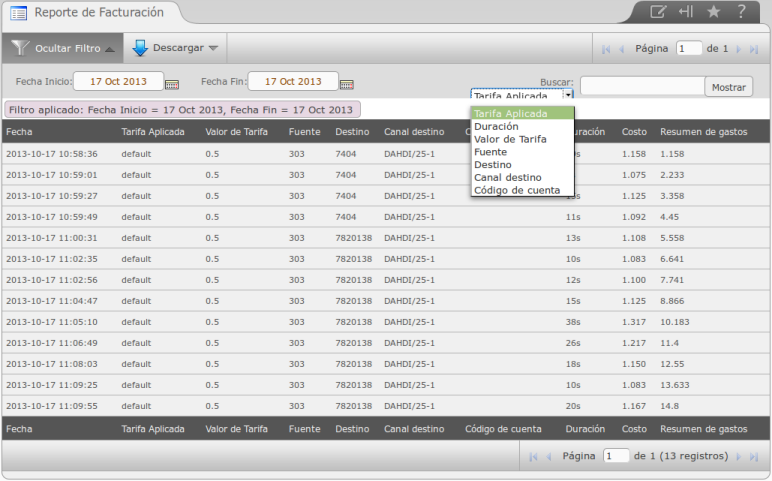 Reporte de Facturación
Ocultar Filtro Descargar Página 1 de 1
Fecha Inicio: 17 Oct 2013 Fecha Fin: 17 Oct 2013 Buscar: Mostrar
Tarifa Aplicada
Filtro aplicado: Fecha Inicio = 17 Oct 2013, Fecha Fin = 17 Oct 2013
Tarifa Aplicada
Duración
Valor de Tarifa
Fuente
Destino
Canal destino
Código de cuenta
Fecha Tarifa Aplicada Valor de Tarifa Fuente Destino Canal destino Costo Resumen de gastos
2013-10-17 10:58:36 default 0.5 303 7404 DAHDI/25-1 1.158 1.158
2013-10-17 10:59:01 default 0.5 303 7404 DAHDI/25-1 1.075 2.233
2013-10-17 10:59:27 default 0.5 303 7404 DAHDI/25-1 1.125 3.358
2013-10-17 10:59:49 default 0.5 303 7404 DAHDI/25-1 11s 1.092 4.45
2013-10-17 11:00:31 default 0.5 303 7820138 DAHDI/25-1 13s 1.108 5.558
2013-10-17 11:02:35 default 0.5 303 7820138 DAHDI/25-1 10s 1.083 6.641
2013-10-17 11:02:56 default 0.5 303 7820138 DAHDI/25-1 12s 1.100 7.741
2013-10-17 11:04:47 default 0.5 303 7820138 DAHDI/25-1 15s 1.125 8.866
2013-10-17 11:05:10 default 0.5 303 7820138 DAHDI/25-1 38s 1.317 10.183
2013-10-17 11:06:49 default 0.5 303 7820138 DAHDI/25-1 26s 1.217 11.4
2013-10-17 11:08:03 default 0.5 303 7820138 DAHDI/25-1 18s 1.150 12.55
2013-10-17 11:09:25 default 0.5 303 7820138 DAHDI/25-1 10s 1.083 13.633
2013-10-17 11:09:55 default 0.5 303 7820138 DAHDI/25-1 20s 1.167 14.8
Fecha Tarifa Aplicada Valor de Tarifa Fuente Destino Canal destino Código de cuenta Duración Costo Resumen de gastos
Página 1 de 1 (13 registros)